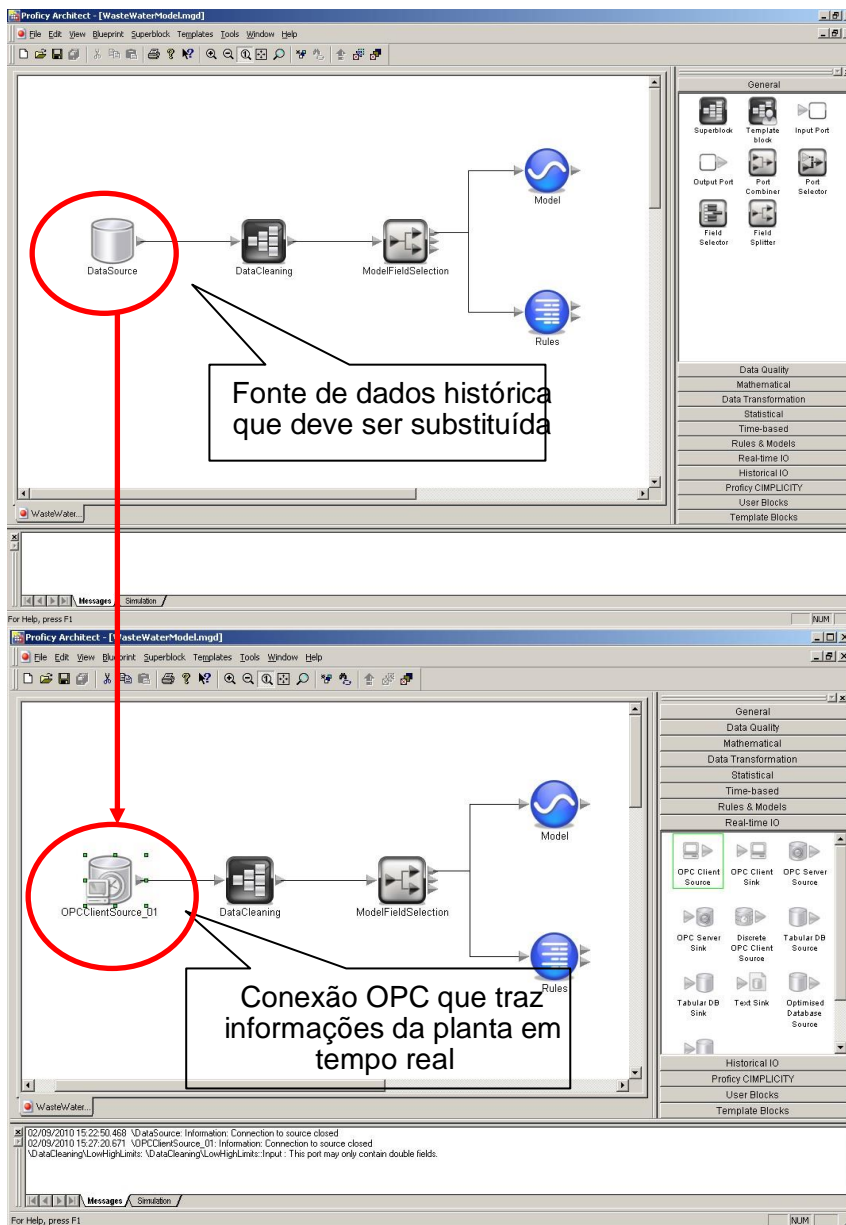 Proficy Architect - [WasteWaterModel.mgd]
File Edit View Blueprint Superblock Templates Tools Window Help
General
Superblock
Template block
Input Port
Output Port
Port Combiner
Port Selector
Field Selector
Field Splitter
DataSource
DataCleaning
ModelFieldSelection
Model
Rules
Fonte de dados histórica
que deve ser substituída
Data Quality
Mathematical
Data Transformation
Statistical
Time-based
Rules & Models
Real-time IO
Historical IO
Proficy CIMPLICITY
User Blocks
Template Blocks
WasteWater...
Messages
Simulation
For Help, press F1
NUM
Proficy Architect - [WasteWaterModel.mgd]
File Edit View Blueprint Superblock Templates Tools Window Help
General
Data Quality
Mathematical
Data Transformation
Statistical
Time-based
Rules & Models
Real-time IO
OPC Client Source
OPC Client Sink
OPC Server Source
OPC Server Sink
Discrete OPC Client Source
Tabular DB Source
Tabular DB Sink
Text Sink
Optimised Database Source
OPCClientSource_01
DataCleaning
ModelFieldSelection
Model
Rules
Conexão OPC que traz
informações da planta em
tempo real
Historical IO
Proficy CIMPLICITY
User Blocks
Template Blocks
WasteWater...
02/09/2010 15:22:50.468 \DataSource: Information: Connection to source closed
02/09/2010 15:27:20.671 \OPCClientSource_01: Information: Connection to source closed
\DataCleaning\LowHighLimits: \DataCleaning\LowHighLimits::Input : This port may only contain double fields.
Messages
Simulation
For Help, press F1
NUM